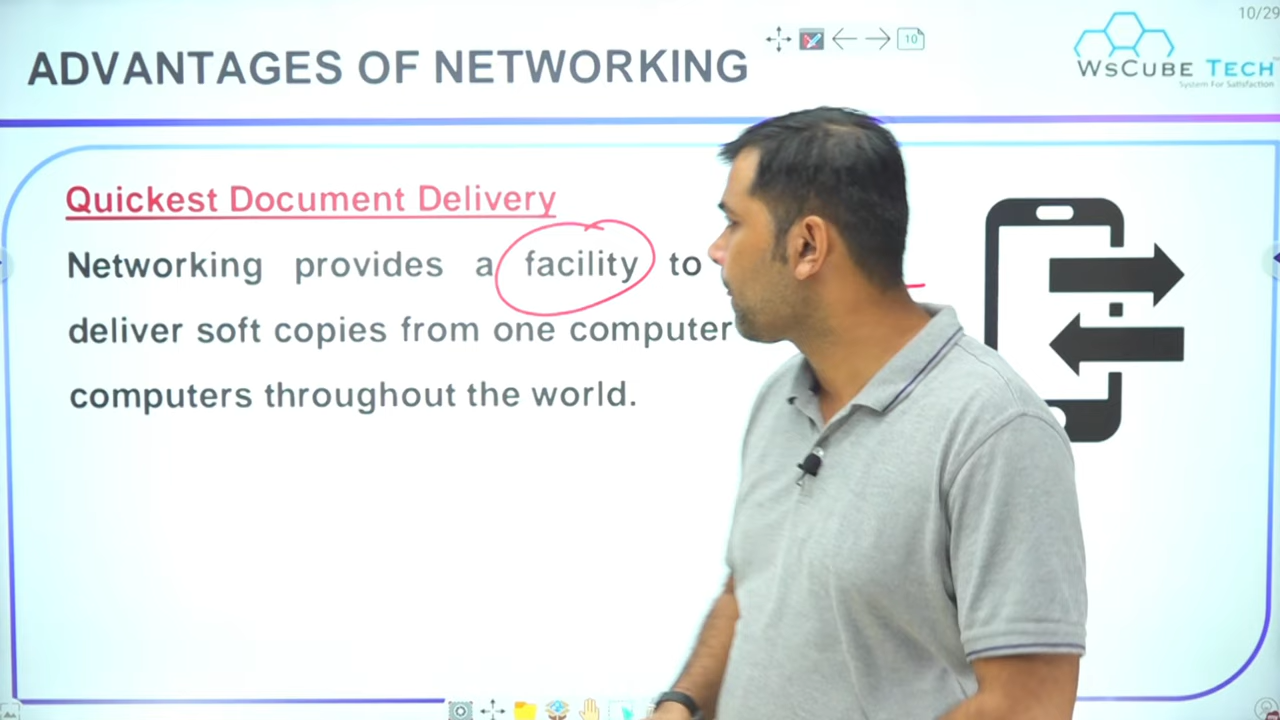 10/29
ADVANTAGES OF NETWORKING
10
WSCUBE TECH
System For Satisfaction
Quickest Document Delivery
Networking provides a facility to
deliver soft copies from one computer
computers throughout the world.